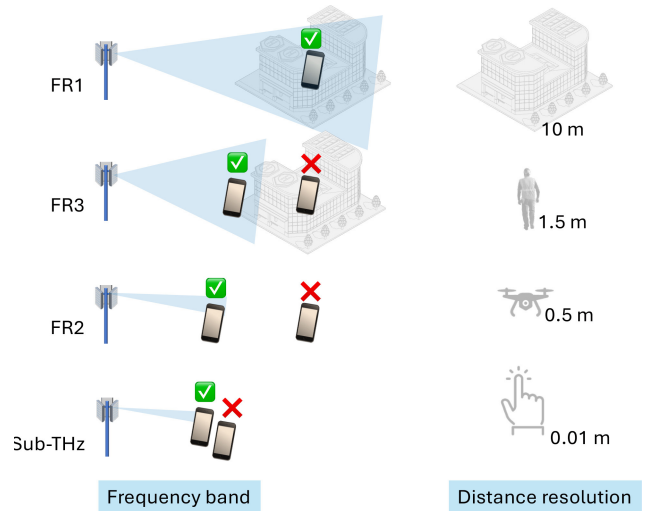 FR1
10 m
FR3
1.5 m
FR2
0.5 m
Sub-THz
0.01 m
Frequency band
Distance resolution